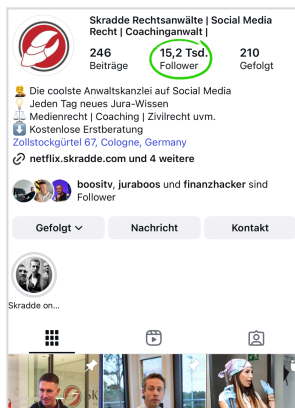 Skradde Rechtsanwälte | Social Media
Recht | Coachinganwalt |
246 15,2 Tsd. 210
Beiträge Follower Gefolgt
Die coolste Anwaltskanzlei auf Social Media
Jeden Tag neues Jura-Wissen
Medienrecht | Coaching | Zivilrecht uvm.
Kostenlose Erstberatung
Zollstockgürtel 67, Cologne, Germany
netflix.skradde.com und 4 weitere
boositv, juraboos und finanzhacker sind
Follower
Gefolgt Nachricht Kontakt
Skradde on...